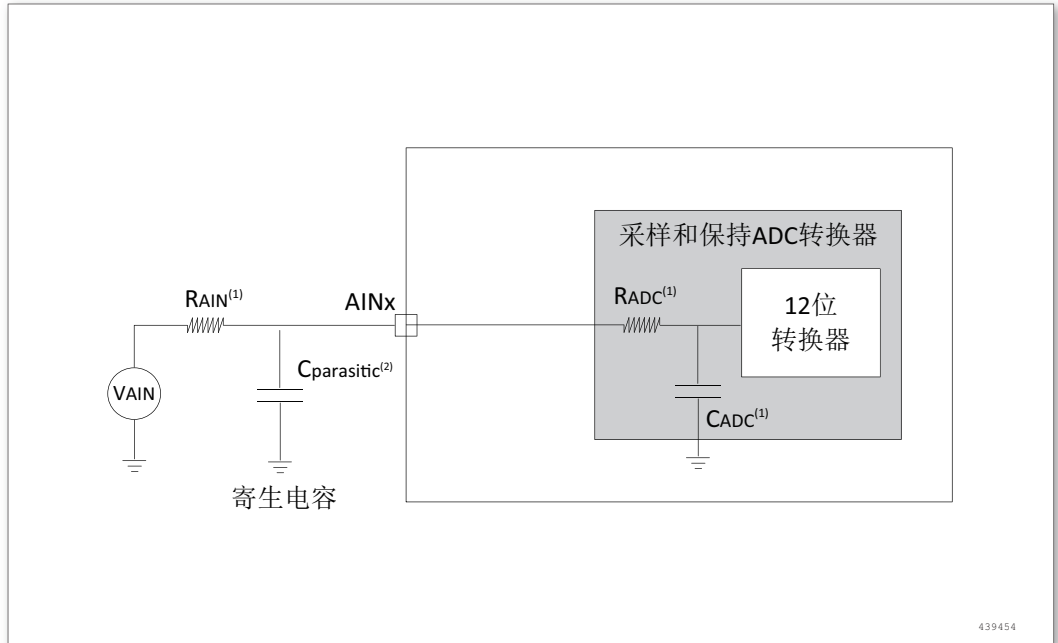 采样和保持ADC转换器
RAIN(1)
AINx
RADC(1)
12位
转换器
Cparasitic(2)
VAIN
CADC(1)
寄生电容
439454